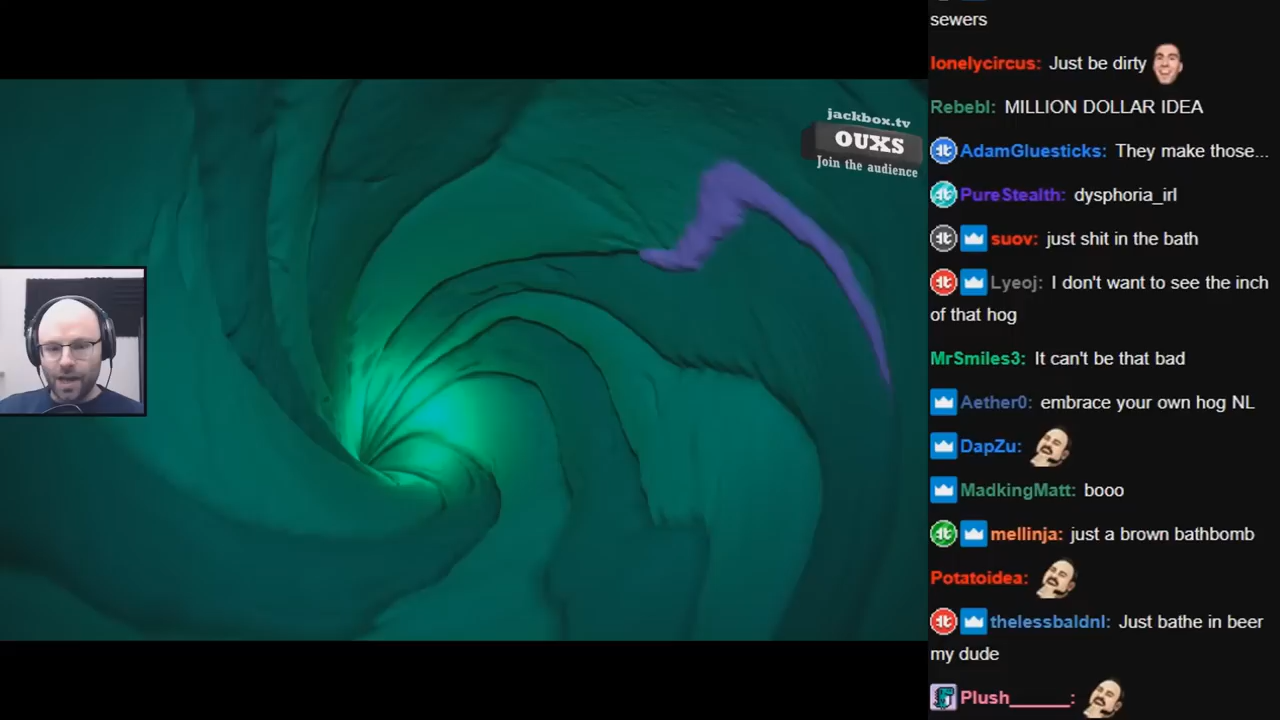 jackbox.tv
OUXS
Join the audience
sewers
lonelycircus: Just be dirty
Rebebl: MILLION DOLLAR IDEA
AdamGluesticks: They make those...
PureStealth: dysphoria_irl
suov: just shit in the bath
Lyeoj: I don't want to see the inch
of that hog
MrSmiles3: It can't be that bad
Aether0: embrace your own hog NL
DapZu:
MadkingMatt: booo
mellinja: just a brown bathbomb
Potatoidea:
thelessbaldnl: Just bathe in beer
my dude
Plush______: